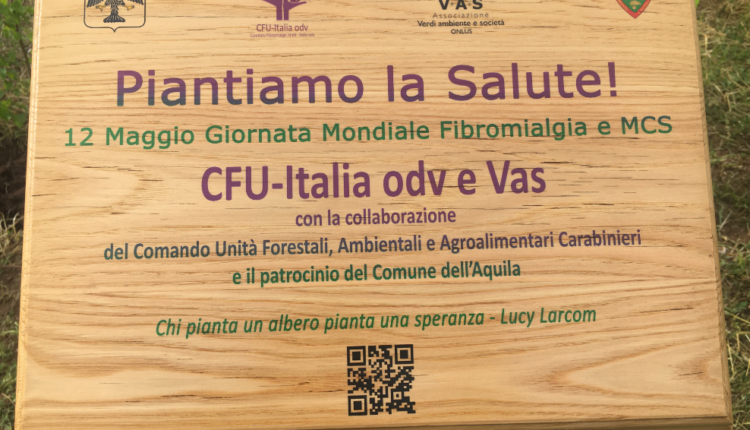 CFU-Italia odv
V·A·S
Associazione
Verdi ambiente e società
ONLUS
Piantiamo la Salute!
12 Maggio Giornata Mondiale Fibromialgia e MCS
CFU-Italia odv e Vas
con la collaborazione
del Comando Unità Forestali, Ambientali e Agroalimentari Carabinieri
e il patrocinio del Comune dell'Aquila
Chi pianta un albero pianta una speranza - Lucy Larcom